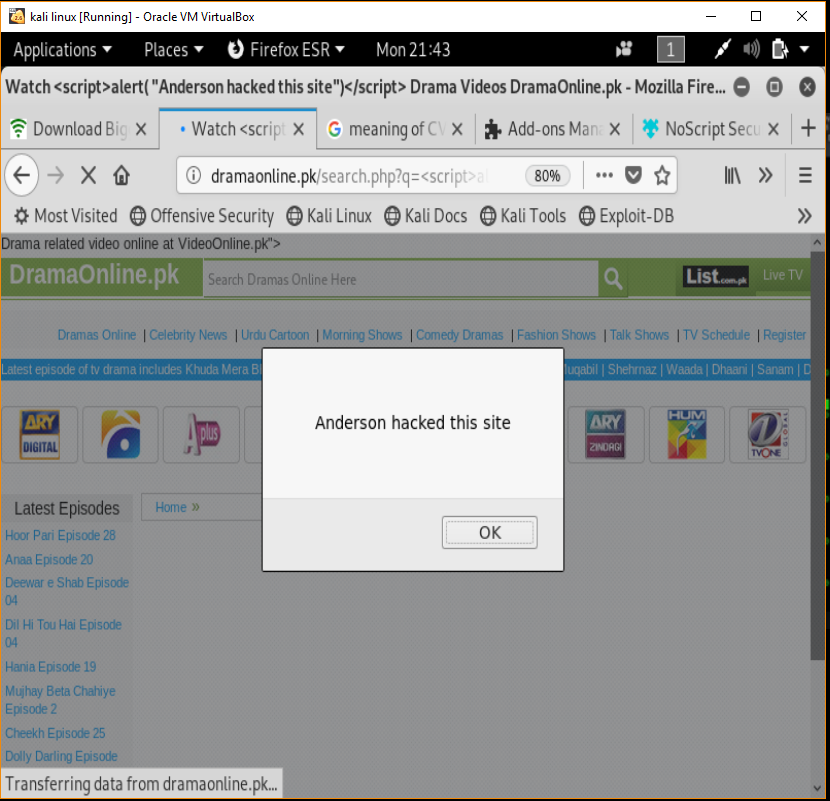 kali linux [Running] - Oracle VM VirtualBox
Applications Places Firefox ESR Mon 21:43 1
Watch <script>alert( "Anderson hacked this site")</script> Drama Videos DramaOnline.pk - Mozilla Fire...
Download Big Watch <script meaning of CV Add-ons Mana NoScript Secu
dramaonline.pk/search.php?q=<script>al 80%
Most Visited Offensive Security Kali Linux Kali Docs Kali Tools Exploit-DB
Drama related video online at VideoOnline.pk">
DramaOnline.pk Search Dramas Online Here List.com.pk Live TV
Dramas Online | Celebrity News | Urdu Cartoon | Morning Shows | Comedy Dramas | Fashion Shows | Talk Shows | TV Schedule | Register
Latest episode of tv drama includes Khuda Mera Bh uqabil | Shehrnaz | Waada | Dhaani | Sanam | D
ARY DIGITAL A plus ARY ZINDAGI HUM TVONE GLOBAL
Anderson hacked this site
OK
Latest Episodes Home »
Hoor Pari Episode 28
Anaa Episode 20
Deewar e Shab Episode
04
Dil Hi Tou Hai Episode
04
Hania Episode 19
Mujhay Beta Chahiye
Episode 2
Cheekh Episode 25
Dolly Darling Episode
Transferring data from dramaonline.pk...